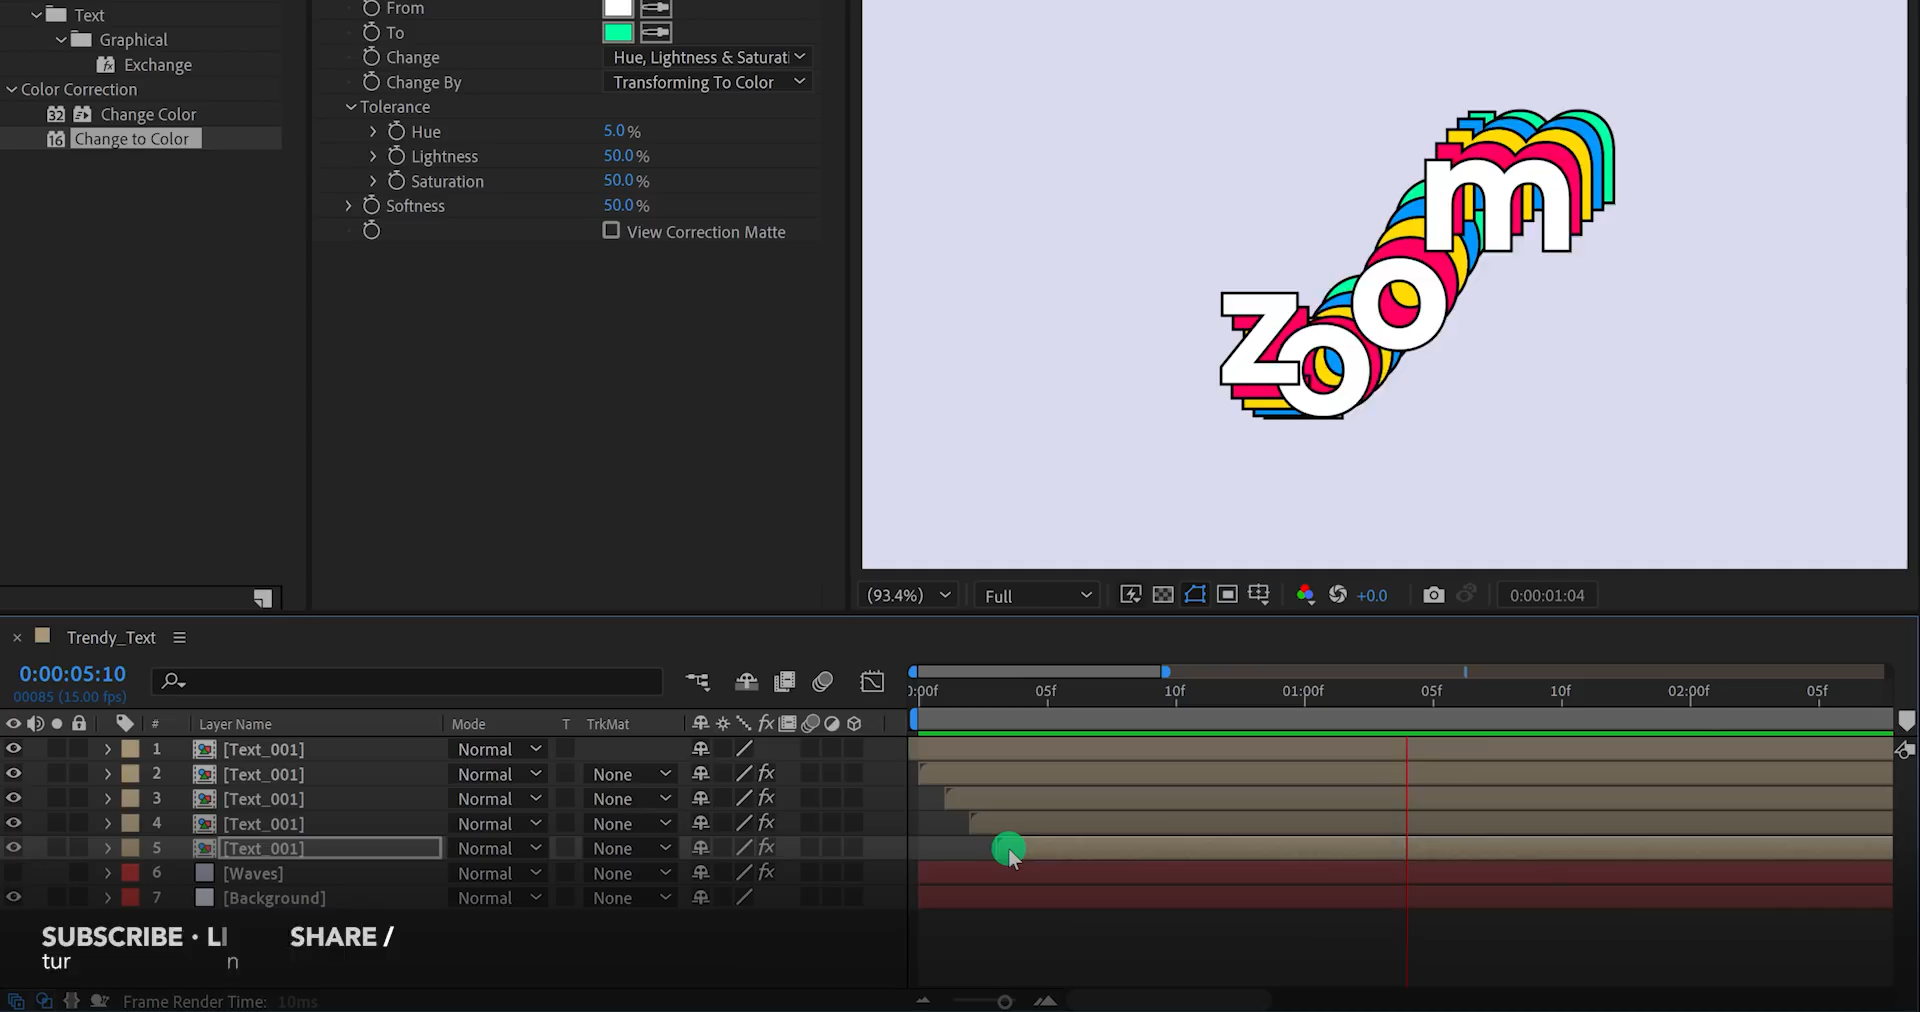 Text
Graphical
Exchange
Color Correction
32 Change Color
16 Change to Color
From
To
Change Hue, Lightness & Saturati
Change By Transforming To Color
Tolerance
Hue 5.0 %
Lightness 50.0 %
Saturation 50.0 %
Softness 50.0 %
View Correction Matte
zoom
(93.4%) Full +0.0 0:00:01:04
Trendy_Text
0:00:05:10
00085 (15.00 fps)
0:00f 05f 10f 01:00f 05f 10f 02:00f 05f
# Layer Name Mode T TrkMat
1 [Text_001] Normal
2 [Text_001] Normal None
3 [Text_001] Normal None
4 [Text_001] Normal None
5 [Text_001] Normal None
6 [Waves] Normal None
7 [Background] Normal None
SUBSCRIBE · LI SHARE /
tur n
Frame Render Time: 10ms